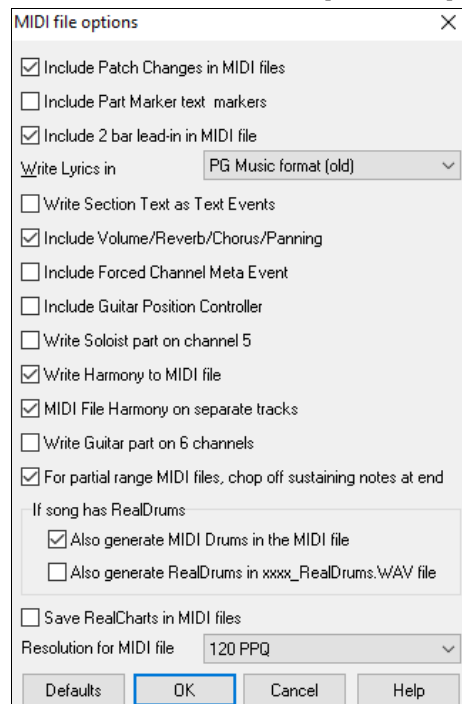 MIDI file options
Include Patch Changes in MIDI files
Include Part Marker text  markers
Include 2 bar lead-in in MIDI file
Write Lyrics in PG Music format (old)
Write Section Text as Text Events
Include Volume/Reverb/Chorus/Panning
Include Forced Channel Meta Event
Include Guitar Position Controller
Write Soloist part on channel 5
Write Harmony to MIDI file
MIDI File Harmony on separate tracks
Write Guitar part on 6 channels
For partial range MIDI files, chop off sustaining notes at end
If song has RealDrums
Also generate MIDI Drums in the MIDI file
Also generate RealDrums in xxxx_RealDrums.WAV file
Save RealCharts in MIDI files
Resolution for MIDI file 120 PPQ
Defaults OK Cancel Help